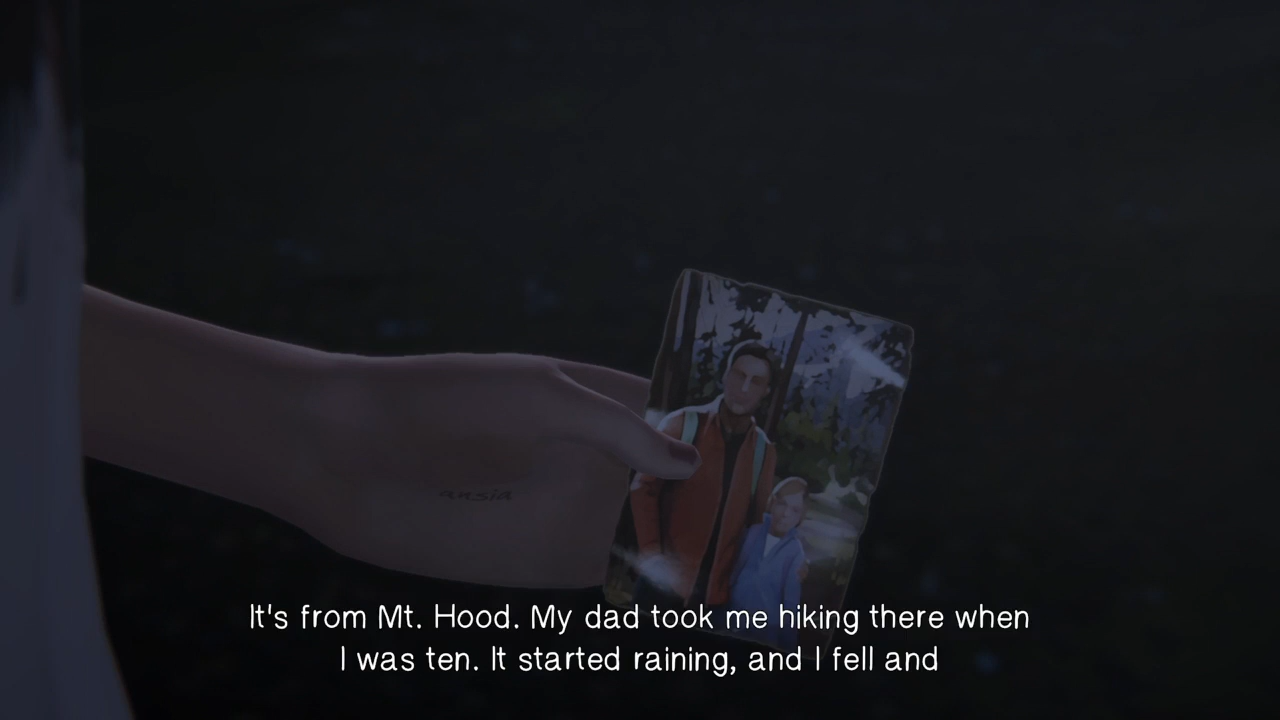 ansia
It's from Mt. Hood. My dad took me hiking there when
I was ten. It started raining, and I fell and